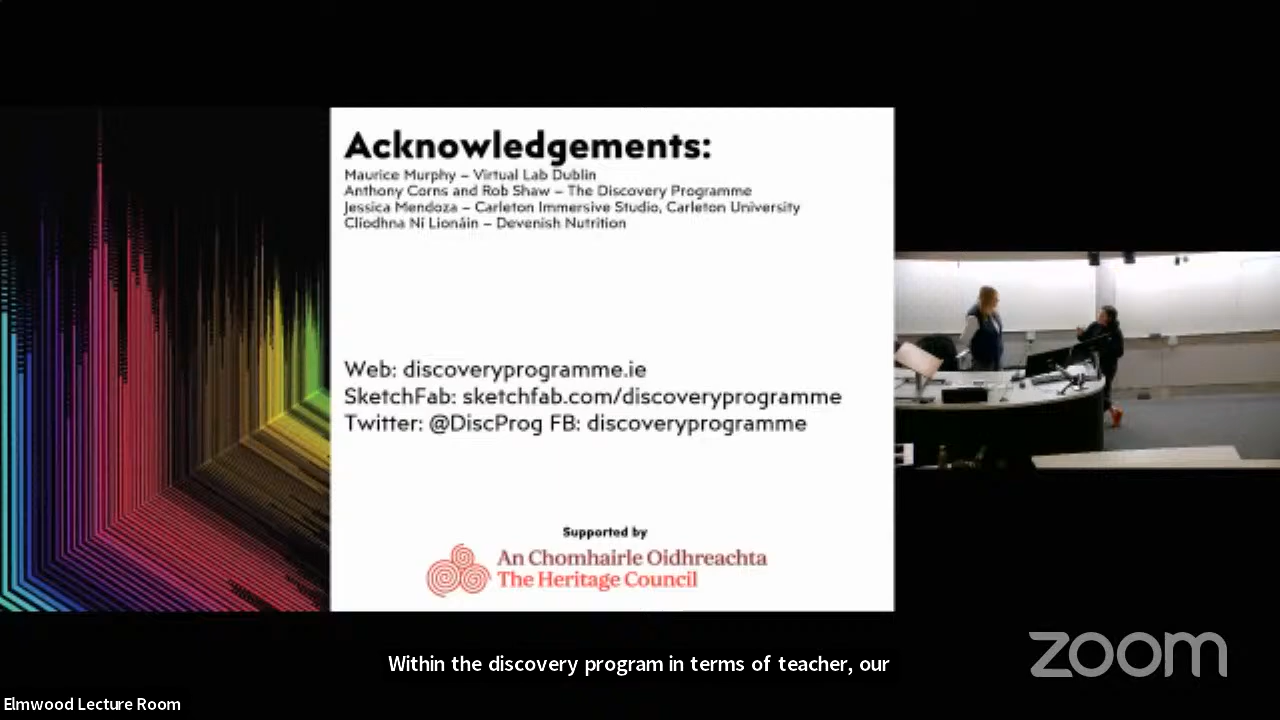 Acknowledgements:
Maurice Murphy – Virtual Lab Dublin
Anthony Corns and Rob Shaw – The Discovery Programme
Jessica Mendoza – Carleton Immersive Studio, Carleton University
Clíodhna Ní Lionáin – Devenish Nutrition
Web: discoveryprogramme.ie
SketchFab: sketchfab.com/discoveryprogramme
Twitter: @DiscProg FB: discoveryprogramme
Supported by
An Chomhairle Oidhreachta
The Heritage Council
Within the discovery program in terms of teacher, our
zoom
Elmwood Lecture Room